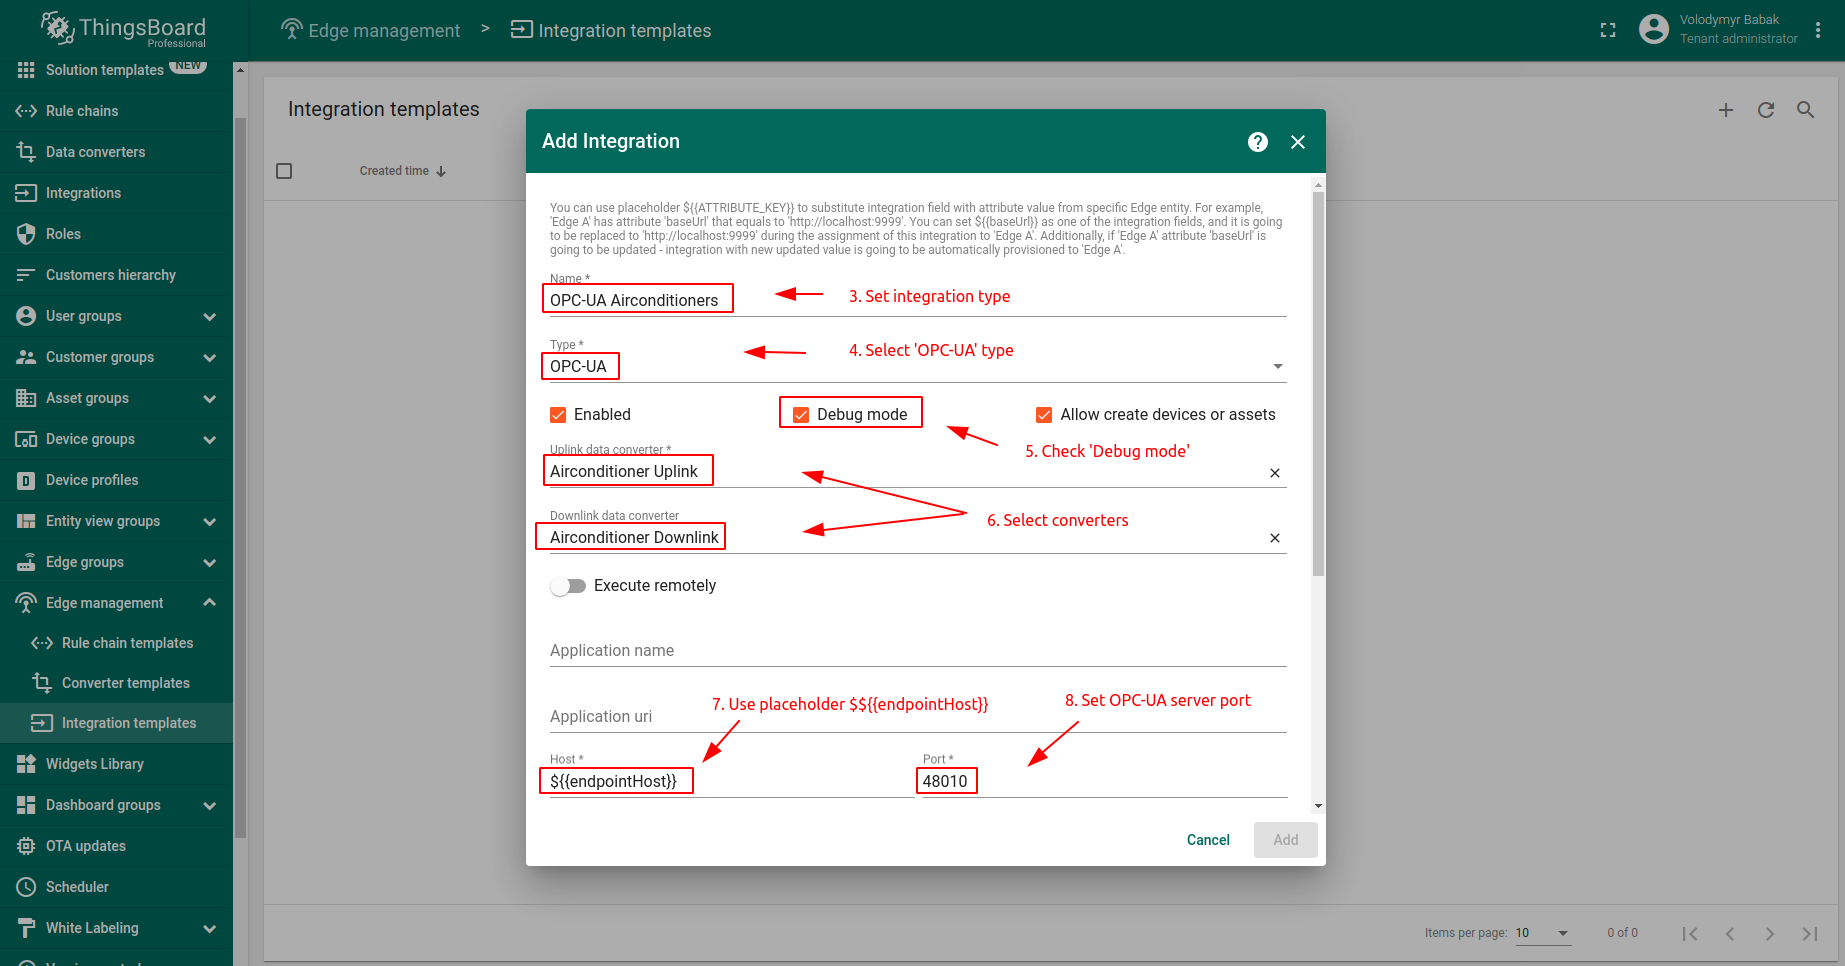 ThingsBoard
Professional
Edge management > Integration templates
Volodymyr Babak
Tenant administrator
Solution templates NEW
Rule chains
Data converters
Integrations
Roles
Customers hierarchy
User groups
Customer groups
Asset groups
Device groups
Device profiles
Entity view groups
Edge groups
Edge management
Rule chain templates
Converter templates
Integration templates
Widgets Library
Dashboard groups
OTA updates
Scheduler
White Labeling
Integration templates
Created time
Add Integration
You can use placeholder ${{ATTRIBUTE_KEY}} to substitute integration field with attribute value from specific Edge entity. For example,
'Edge A' has attribute 'baseUrl' that equals to 'http://localhost:9999'. You can set ${{baseUrl}} as one of the integration fields, and it is going
to be replaced to 'http://localhost:9999' during the assignment of this integration to 'Edge A'. Additionally, if 'Edge A' attribute 'baseUrl' is
going to be updated - integration with new updated value is going to be automatically provisioned to 'Edge A'.
Name *
OPC-UA Airconditioners
3. Set integration type
Type *
OPC-UA
4. Select 'OPC-UA' type
Enabled
Debug mode
Allow create devices or assets
5. Check 'Debug mode'
Uplink data converter *
Airconditioner Uplink
Downlink data converter
Airconditioner Downlink
6. Select converters
Execute remotely
Application name
Application uri
7. Use placeholder $${{endpointHost}}
8. Set OPC-UA server port
Host *
${{endpointHost}}
Port *
48010
Cancel
Add
Items per page: 10
0 of 0